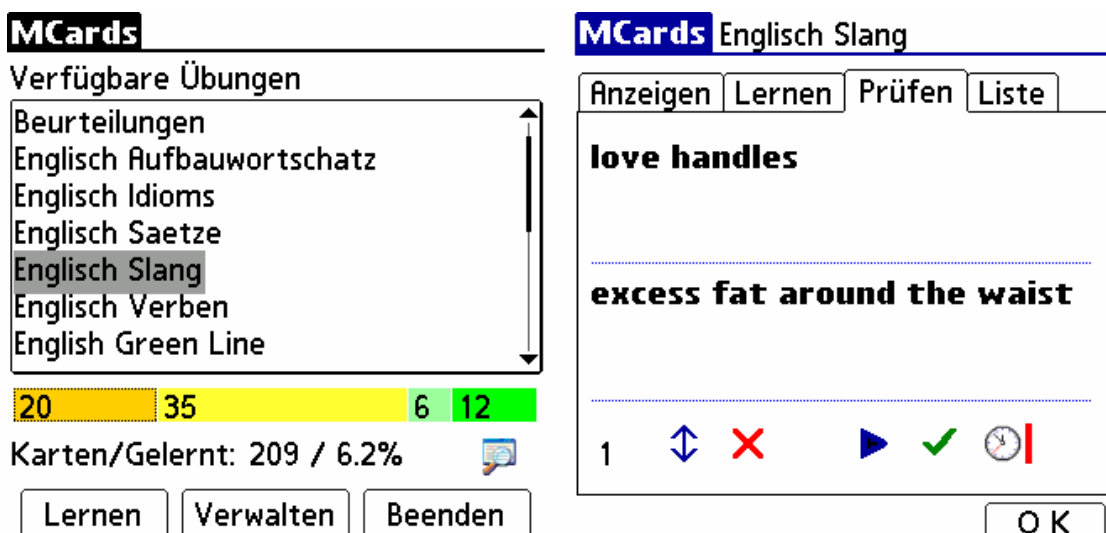 MCards
Verfügbare Übungen
Beurteilungen
Englisch Aufbauwortschatz
Englisch Idioms
Englisch Saetze
Englisch Slang
Englisch Verben
English Green Line
20 35 6 12
Karten/Gelernt: 209 / 6.2%
Lernen Verwalten Beenden
MCards Englisch Slang
Anzeigen Lernen Prüfen Liste
love handles
excess fat around the waist
1
OK